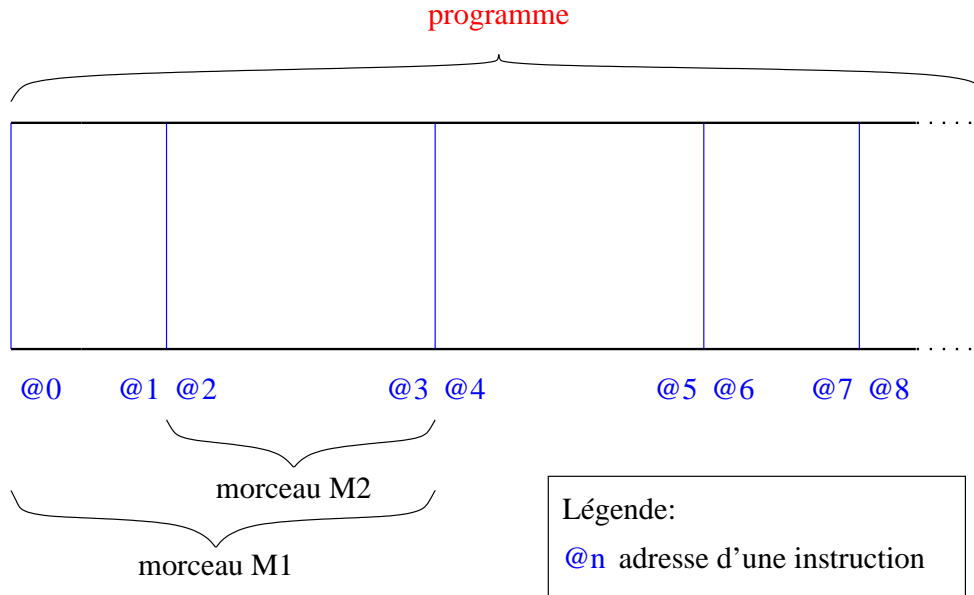 programme
@0 @1 @2 @3 @4 @5 @6 @7 @8
morceau M2
morceau M1
Légende:
@n adresse d'une instruction